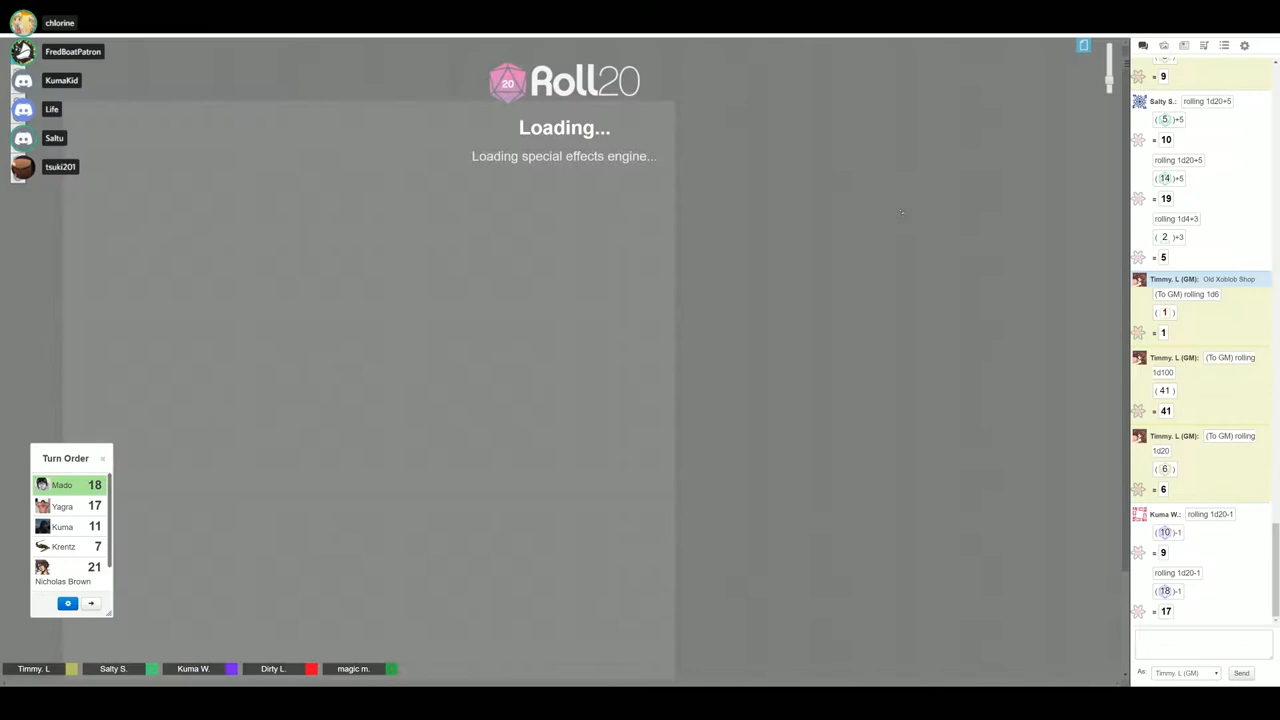 chlorine
FredBoatPatron
KumaKid
Life
Saltu
tsuki201
20
Roll20
Loading...
Loading special effects engine...
Turn Order ×
Mado 18
Yagra 17
Kuma 11
Krentz 7
21
Nicholas Brown
Timmy. L
Salty S.
Kuma W.
Dirty L.
magic m.
= 9
Salty S.: rolling 1d20+5
(5)+5
= 10
rolling 1d20+5
(14)+5
= 19
rolling 1d4+3
(2)+3
= 5
Timmy. L (GM): Old Xoblob Shop
(To GM) rolling 1d6
(1)
= 1
Timmy. L (GM): (To GM) rolling
1d100
(41)
= 41
Timmy. L (GM): (To GM) rolling
1d20
(6)
= 6
Kuma W.: rolling 1d20-1
(10)-1
= 9
rolling 1d20-1
(18)-1
= 17
As: Timmy. L (GM) Send